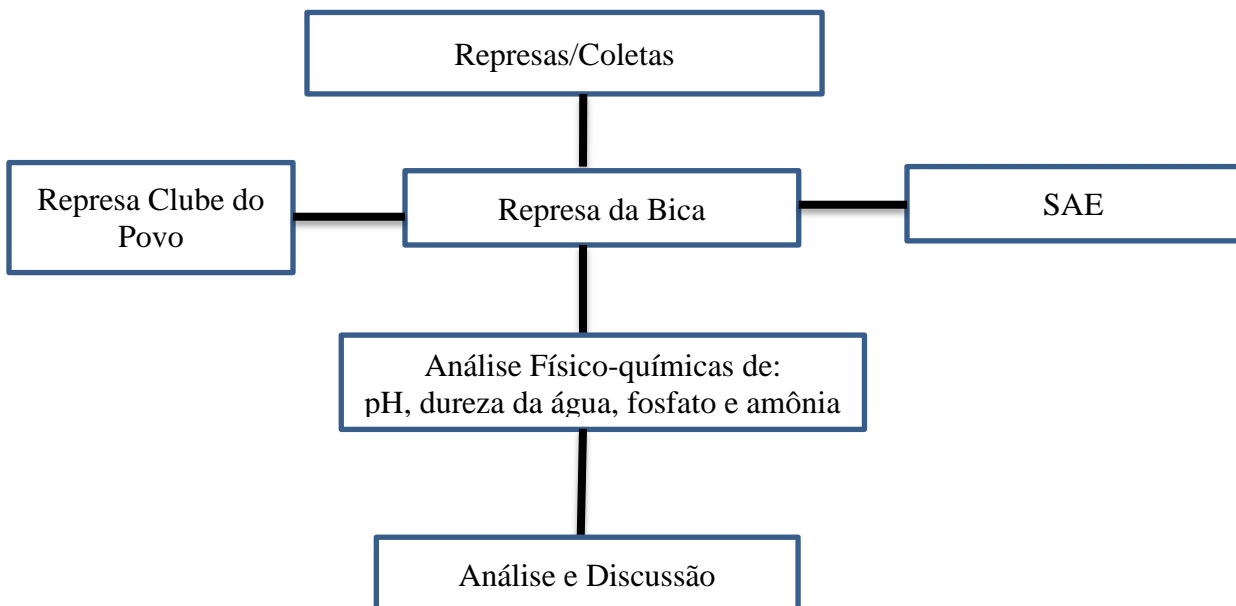 Represas/Coletas
Represa Clube do
Povo
Represa da Bica
SAE
Análise Físico-químicas de:
pH, dureza da água, fosfato e amônia
Análise e Discussão